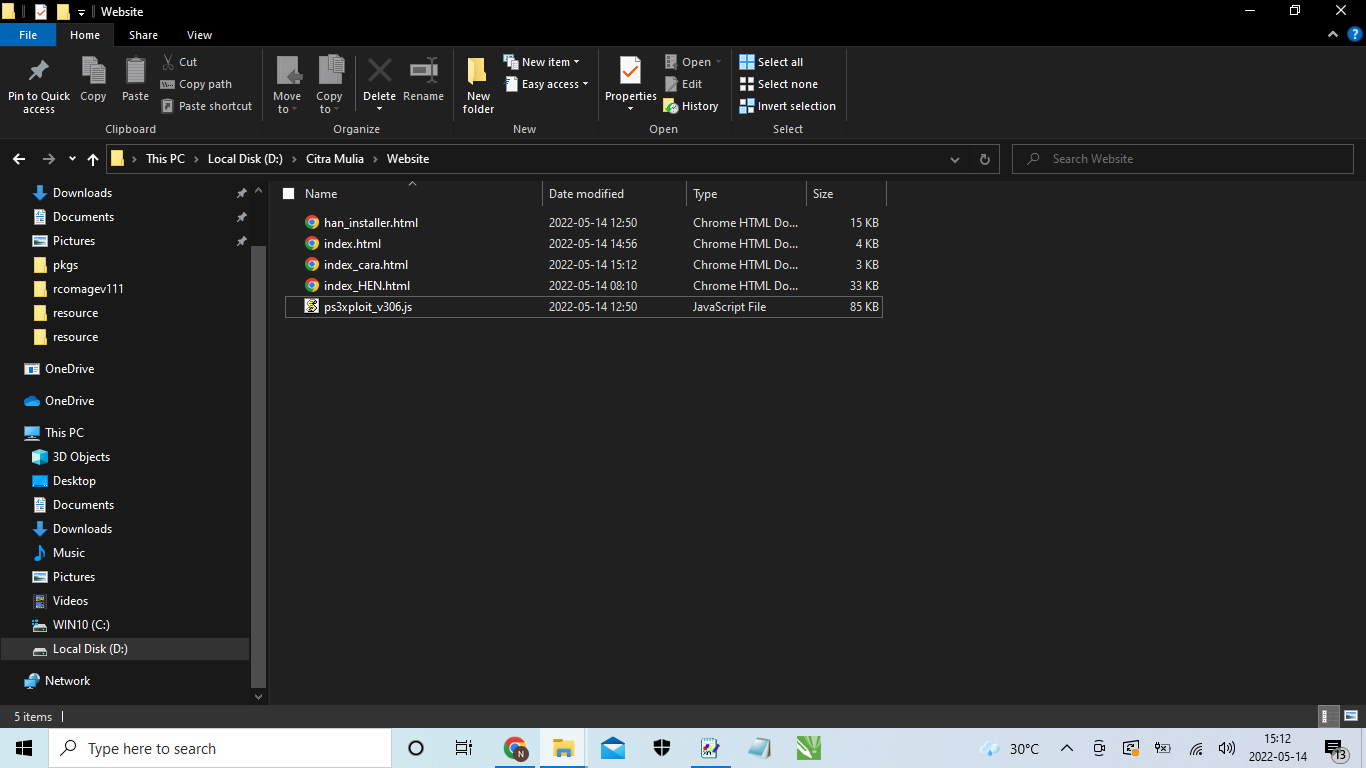 Website
File Home Share View
Pin to Quick access
Copy
Paste
Cut
Copy path
Paste shortcut
Clipboard
Move to
Copy to
Delete
Rename
Organize
New folder
New item
Easy access
New
Properties
Open
Edit
History
Open
Select all
Select none
Invert selection
Select
This PC Local Disk (D:) Citra Mulia Website
Search Website
Downloads
Documents
Pictures
pkgs
rcomagev111
resource
resource
OneDrive
OneDrive
This PC
3D Objects
Desktop
Documents
Downloads
Music
Pictures
Videos
WIN10 (C:)
Local Disk (D:)
Network
Name Date modified Type Size
han_installer.html 2022-05-14 12:50 Chrome HTML Do... 15 KB
index.html 2022-05-14 14:56 Chrome HTML Do... 4 KB
index_cara.html 2022-05-14 15:12 Chrome HTML Do... 3 KB
index_HEN.html 2022-05-14 08:10 Chrome HTML Do... 33 KB
ps3xploit_v306.js 2022-05-14 12:50 JavaScript File 85 KB
5 items
Type here to search
N
30°C
15:12
2022-05-14
13